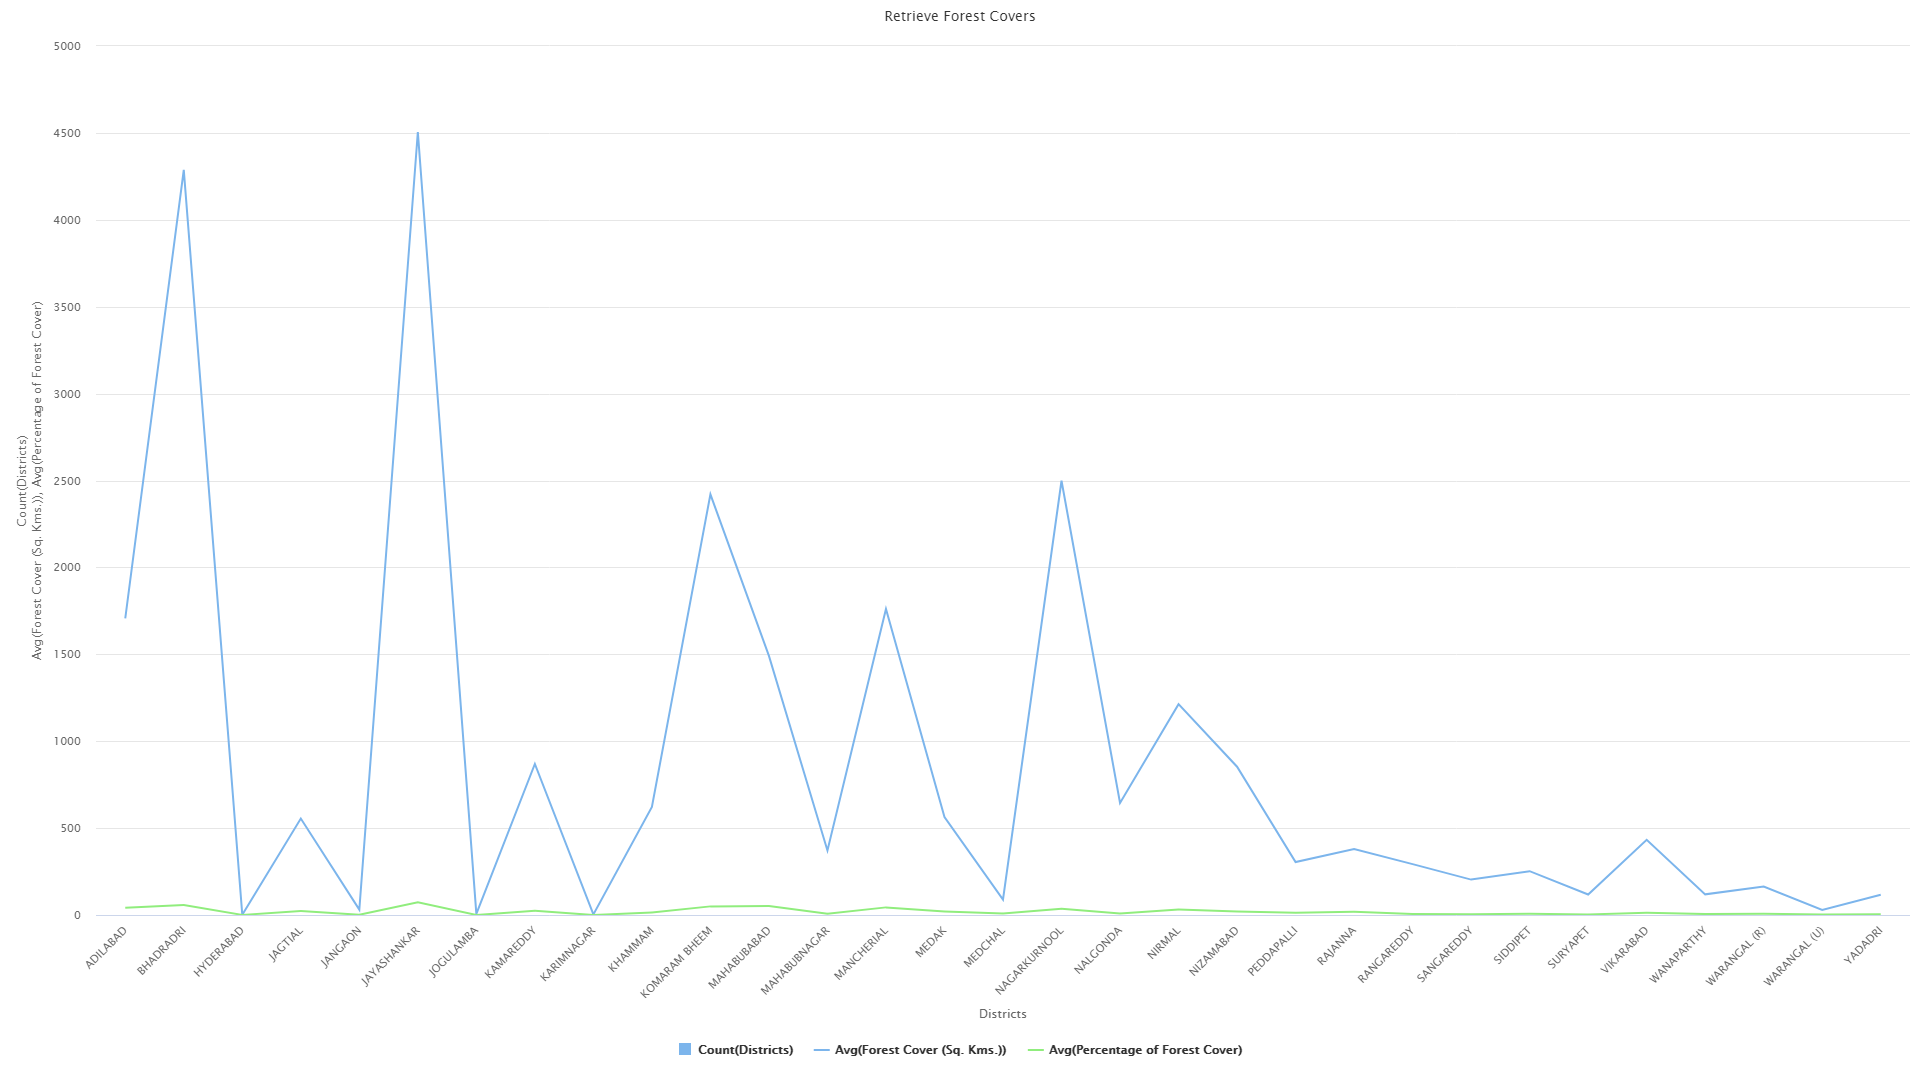 Retrieve Forest Covers
5000
4500
4000
3500
3000
2500
2000
1500
1000
500
0
Count(Districts)
Avg(Forest Cover (Sq. Kms.)), Avg(Percentage of Forest Cover)
ADILABAD
BHADRADRI
HYDERABAD
JAGTIAL
JANGAON
JAYASHANKAR
JOGULAMBA
KAMAREDDY
KARIMNAGAR
KHAMMAM
KOMARAM BHEEM
MAHABUBABAD
MAHABUBNAGAR
MANCHERIAL
MEDAK
MEDCHAL
NAGARKURNOOL
NALGONDA
NIRMAL
NIZAMABAD
PEDDAPALLI
RAJANNA
RANGAREDDY
SANGAREDDY
SIDDIPET
SURYAPET
VIKARABAD
WANAPARTHY
WARANGAL (R)
WARANGAL (U)
YADADRI
Districts
Count(Districts)
Avg(Forest Cover (Sq. Kms.))
Avg(Percentage of Forest Cover)